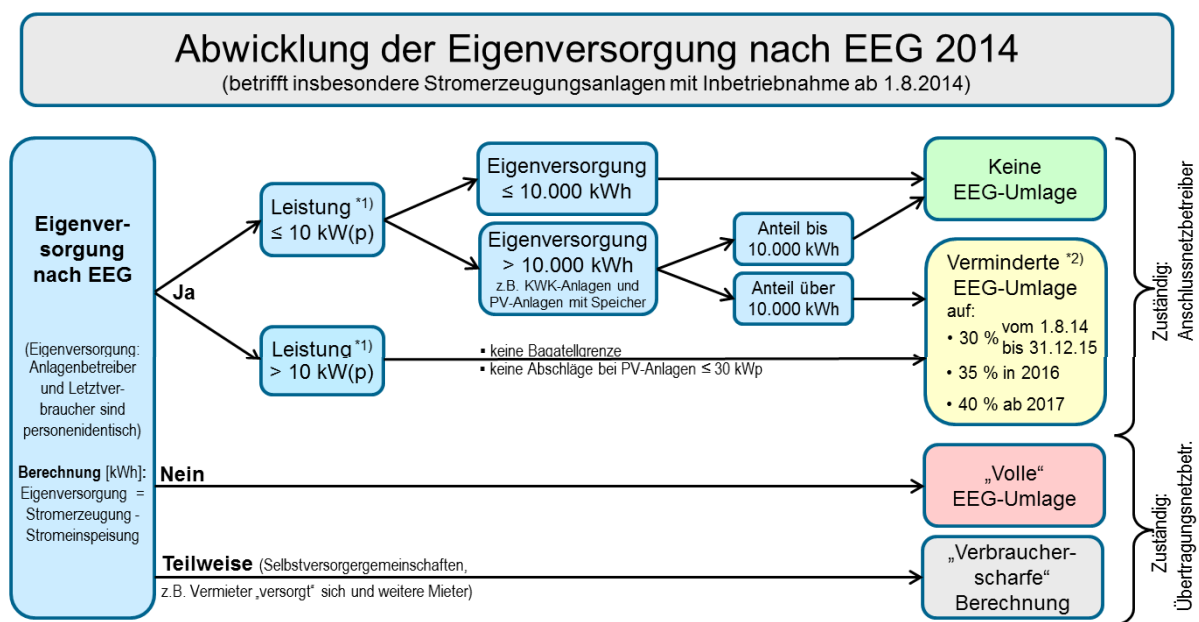 Abwicklung der Eigenversorgung nach EEG 2014
(betrifft insbesondere Stromerzeugungsanlagen mit Inbetriebnahme ab 1.8.2014)
Eigenver-
sorgung
nach EEG
(Eigenversorgung:
Anlagenbetreiber
und Letztver-
braucher sind
personenidentisch)
Berechnung [kWh]:
Eigenversorgung =
Stromerzeugung -
Stromeinspeisung
Ja
Leistung *1)
≤ 10 kW(p)
Leistung *1)
> 10 kW(p)
Eigenversorgung
≤ 10.000 kWh
Eigenversorgung
> 10.000 kWh
z.B. KWK-Anlagen und
PV-Anlagen mit Speicher
Anteil bis
10.000 kWh
Anteil über
10.000 kWh
▪ keine Bagatellgrenze
▪ keine Abschläge bei PV-Anlagen ≤ 30 kWp
Keine
EEG-Umlage
Verminderte *2)
EEG-Umlage
auf:
• 30 % vom 1.8.14
bis 31.12.15
• 35 % in 2016
• 40 % ab 2017
Nein
„Volle“
EEG-Umlage
Teilweise (Selbstversorgergemeinschaften,
z.B. Vermieter „versorgt“ sich und weitere Mieter)
„Verbraucher-
scharfe“
Berechnung
Zuständig:
Anschlussnetzbetreiber
Zuständig:
Übertragungsnetzbetr.